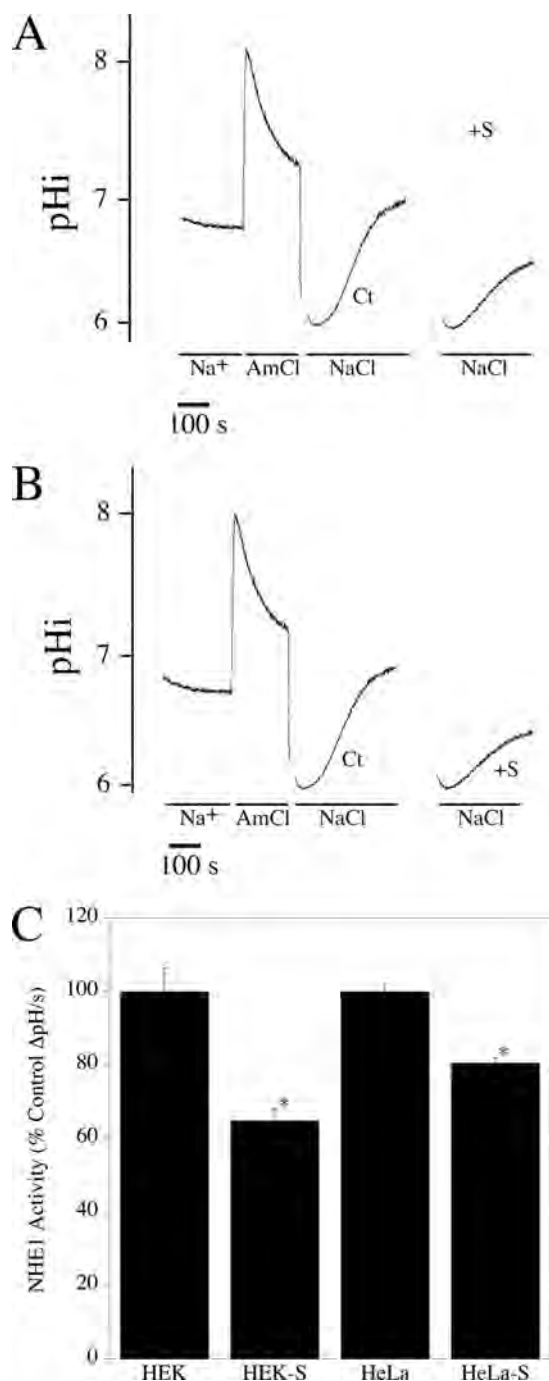 A
8
7
6
pHi
+S
Ct
Na+ AmCl NaCl NaCl
100 s
B
8
7
6
pHi
Ct
+S
Na+ AmCl NaCl NaCl
100 s
C
120
100
80
60
40
20
0
NHE1 Activity (% Control ΔpH/s)
* *
HEK HEK-S HeLa HeLa-S